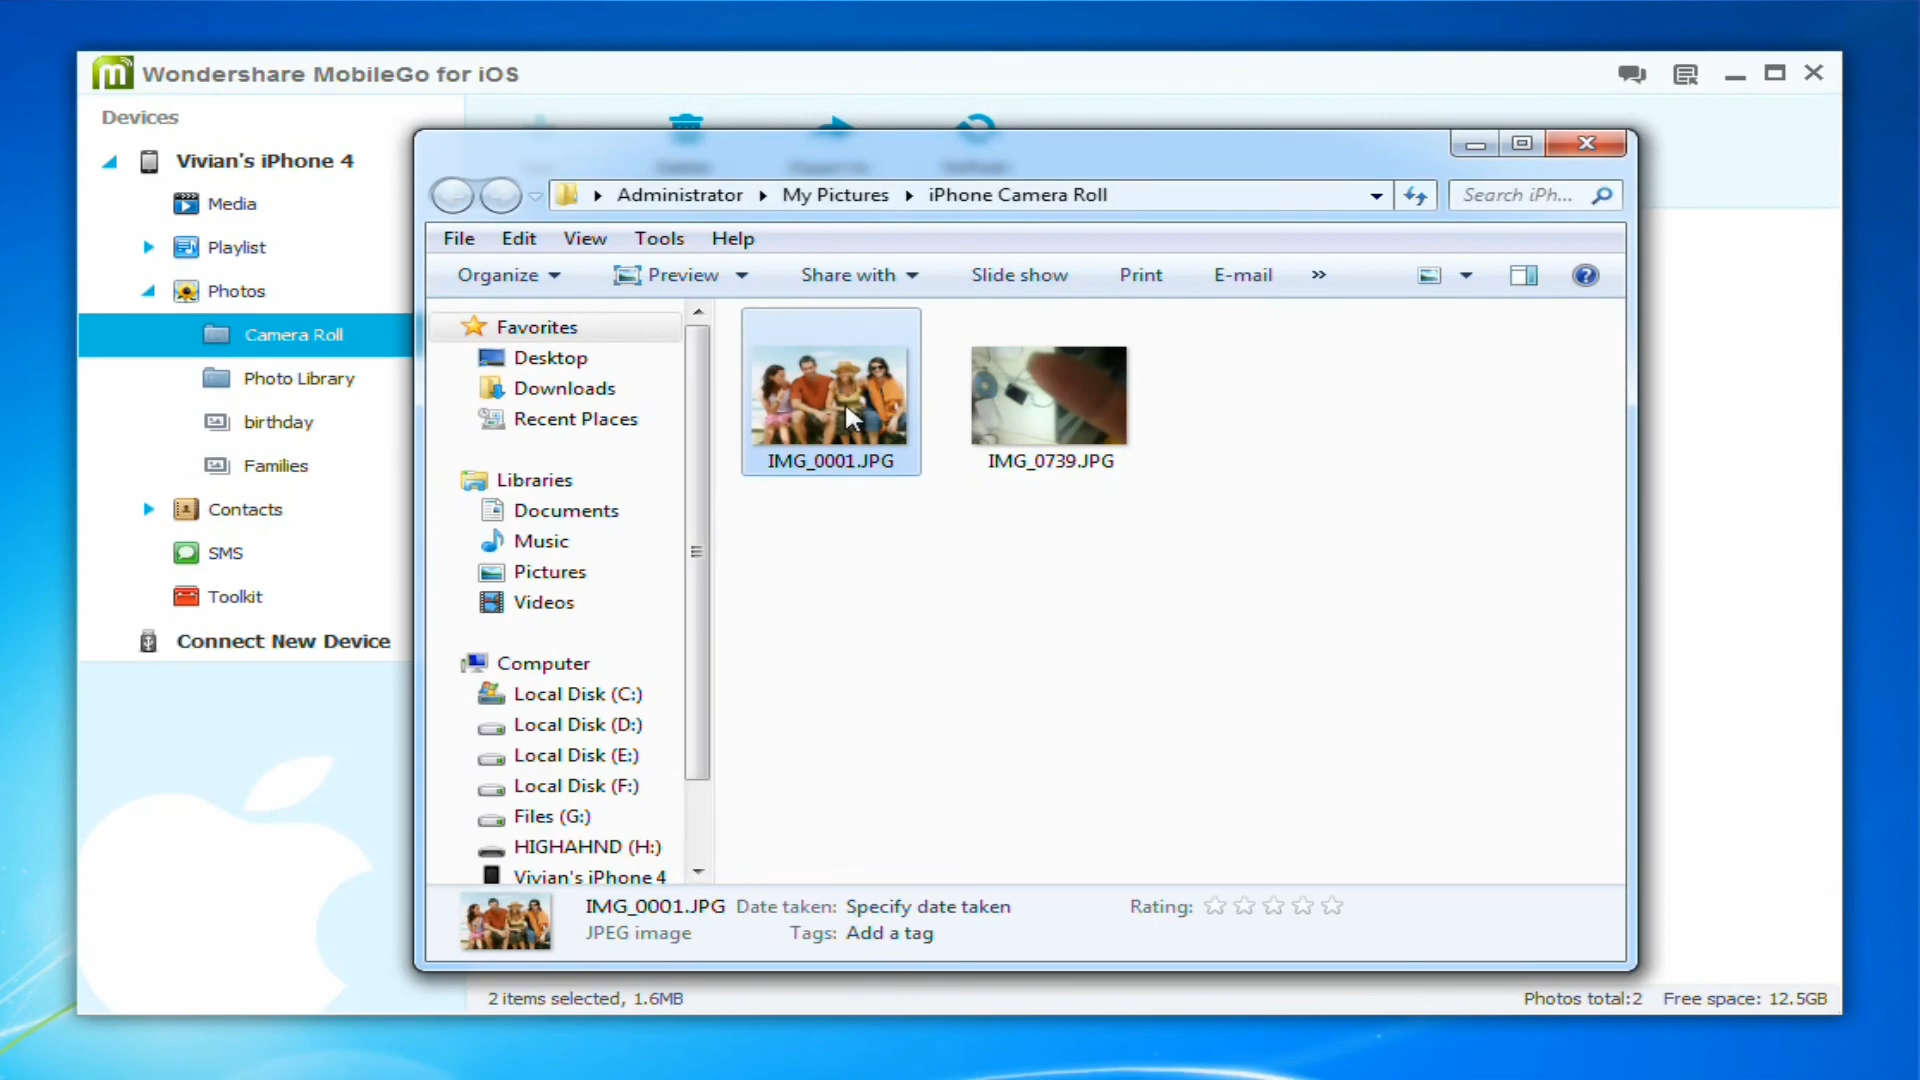 Wondershare MobileGo for iOS
Devices
Vivian's iPhone 4
Media
Playlist
Photos
Camera Roll
Photo Library
birthday
Families
Contacts
SMS
Toolkit
Connect New Device
Administrator My Pictures iPhone Camera Roll
Search iPh...
File Edit View Tools Help
Organize Preview Share with Slide show Print E-mail »
Favorites
Desktop
Downloads
Recent Places
Libraries
Documents
Music
Pictures
Videos
Computer
Local Disk (C:)
Local Disk (D:)
Local Disk (E:)
Local Disk (F:)
Files (G:)
HIGHAHND (H:)
Vivian's iPhone 4
IMG_0001.JPG
IMG_0739.JPG
IMG_0001.JPG Date taken: Specify date taken Rating:
JPEG image Tags: Add a tag
2 items selected, 1.6MB
Photos total:2 Free space: 12.5GB